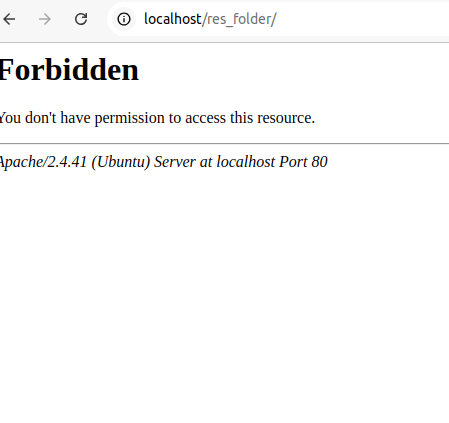 localhost/res_folder/
Forbidden
You don't have permission to access this resource.
Apache/2.4.41 (Ubuntu) Server at localhost Port 80